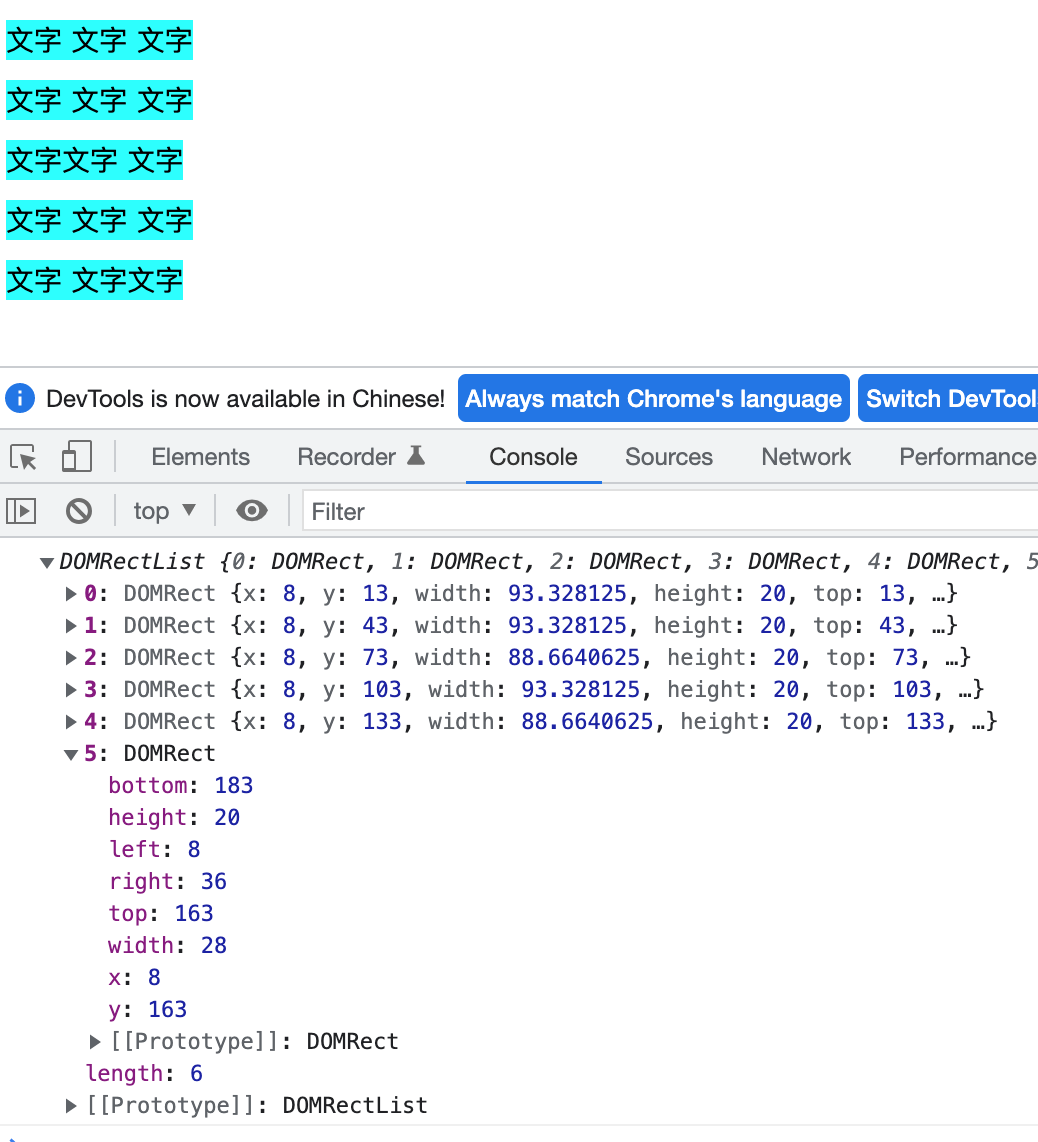 文字 文字 文字
文字 文字 文字
文字文字 文字
文字 文字 文字
文字 文字文字
DevTools is now available in Chinese! Always match Chrome's language Switch DevTool
Elements Recorder Console Sources Network Performance
top Filter
DOMRectList {0: DOMRect, 1: DOMRect, 2: DOMRect, 3: DOMRect, 4: DOMRect, 5
0: DOMRect {x: 8, y: 13, width: 93.328125, height: 20, top: 13, …}
1: DOMRect {x: 8, y: 43, width: 93.328125, height: 20, top: 43, …}
2: DOMRect {x: 8, y: 73, width: 88.6640625, height: 20, top: 73, …}
3: DOMRect {x: 8, y: 103, width: 93.328125, height: 20, top: 103, …}
4: DOMRect {x: 8, y: 133, width: 88.6640625, height: 20, top: 133, …}
5: DOMRect
bottom: 183
height: 20
left: 8
right: 36
top: 163
width: 28
x: 8
y: 163
[[Prototype]]: DOMRect
length: 6
[[Prototype]]: DOMRectList